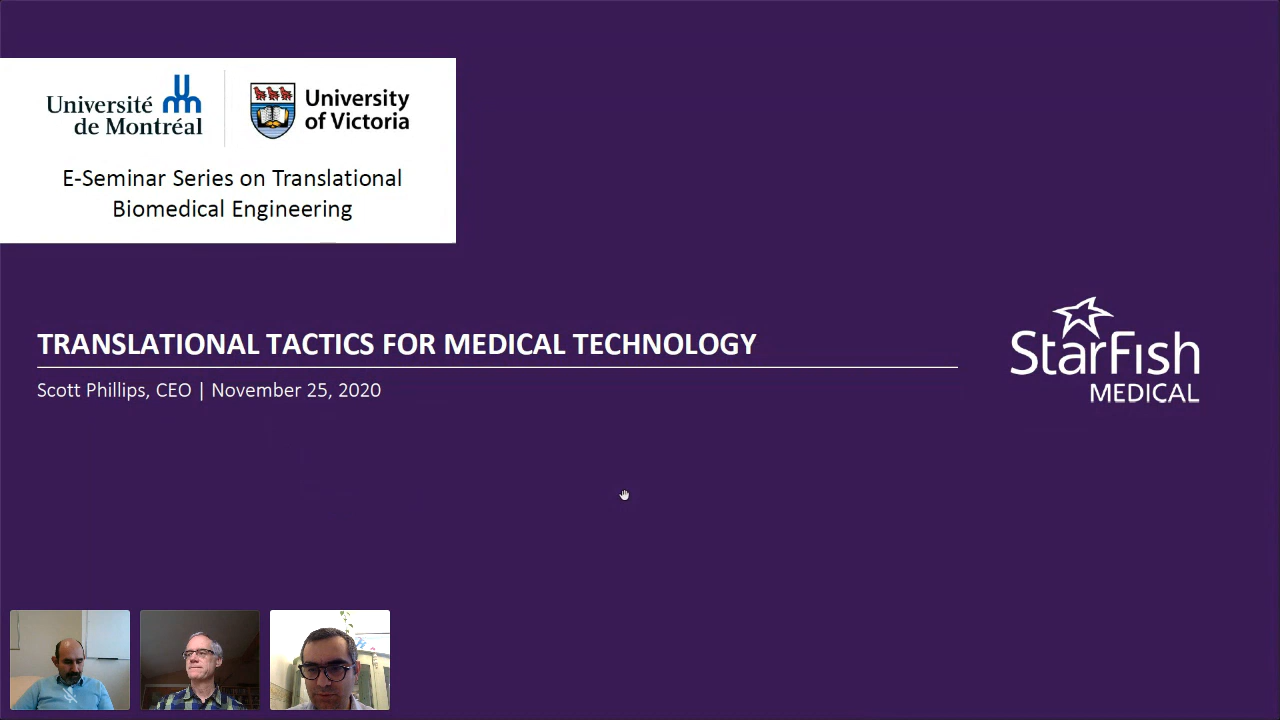 Université
de Montréal
University
of Victoria
E-Seminar Series on Translational
Biomedical Engineering
TRANSLATIONAL TACTICS FOR MEDICAL TECHNOLOGY
Scott Phillips, CEO | November 25, 2020
StarFish
MEDICAL